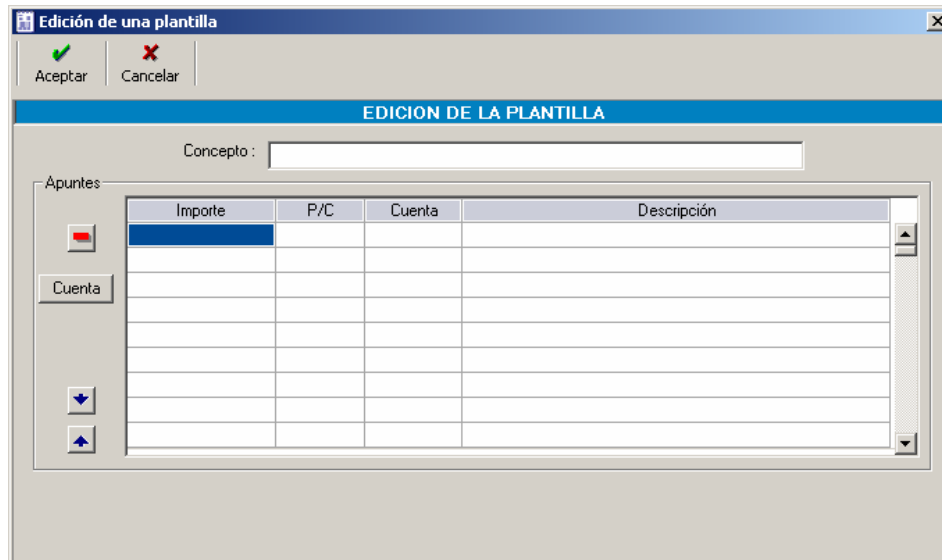 Edición de una plantilla
Aceptar Cancelar
EDICION DE LA PLANTILLA
Concepto :
Apuntes
Importe P/C Cuenta Descripción
Cuenta